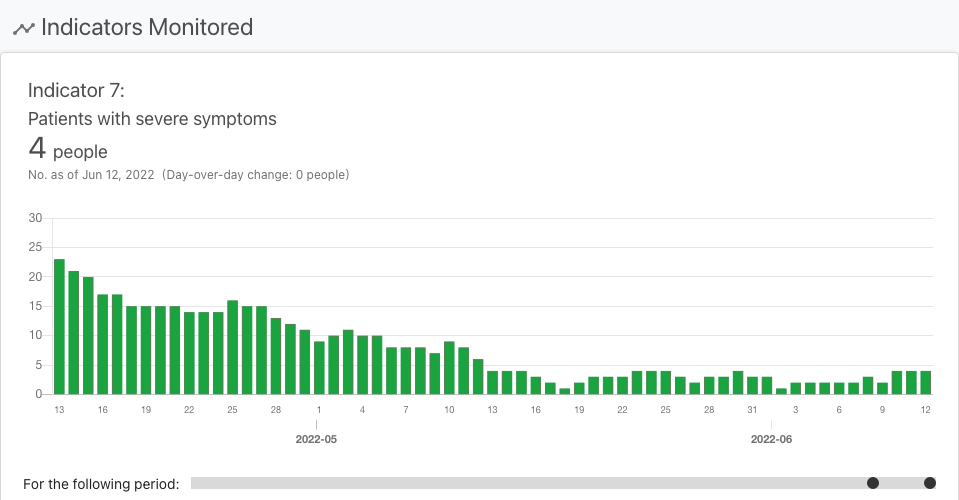 Indicators Monitored
Indicator 7:
Patients with severe symptoms
4 people
No. as of Jun 12, 2022 (Day-over-day change: 0 people)
30
25
20
15
10
5
0
13 16 19 22 25 28 1 4 7 10 13 16 19 22 25 28 31 3 6 9 12
2022-05 2022-06
For the following period: